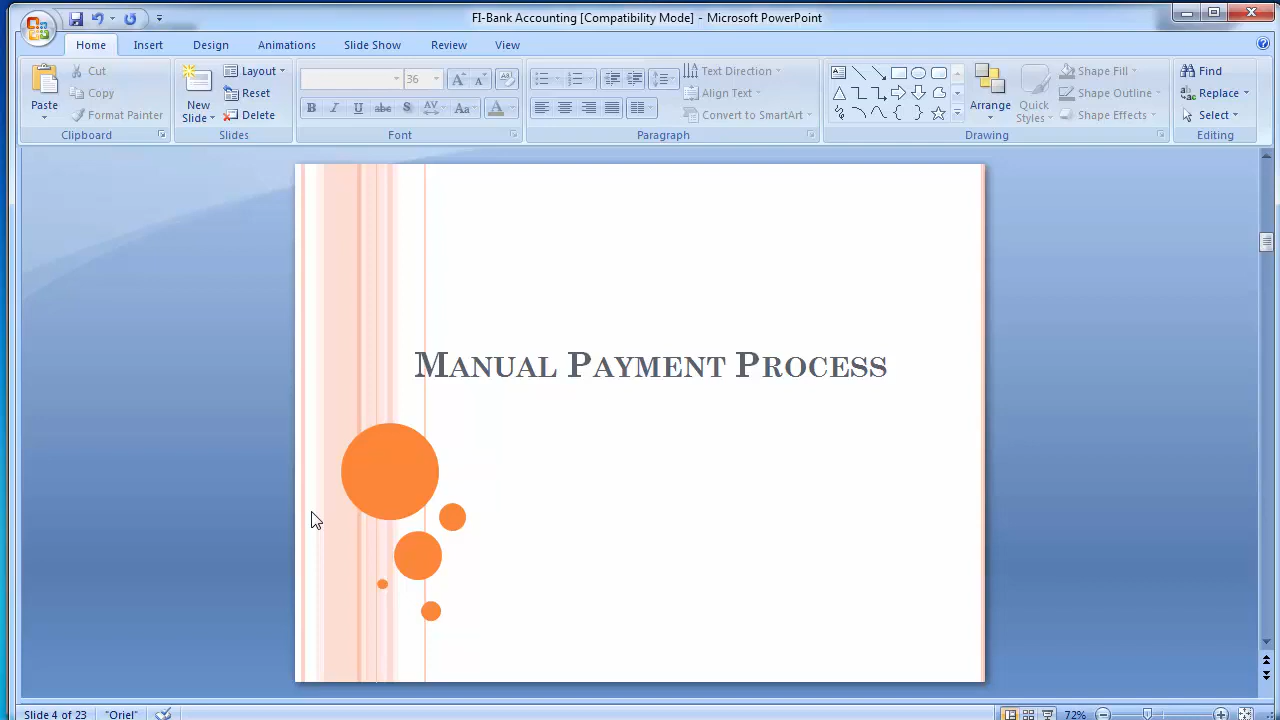 FI-Bank Accounting [Compatibility Mode] - Microsoft PowerPoint
Home Insert Design Animations Slide Show Review View
Paste
Cut
Copy
Format Painter
Clipboard
New Slide
Layout
Reset
Delete
Slides
36
B I U abc S AV Aa A
Font
Text Direction
Align Text
Convert to SmartArt
Paragraph
Arrange
Quick Styles
Shape Fill
Shape Outline
Shape Effects
Drawing
Find
Replace
Select
Editing
MANUAL PAYMENT PROCESS
Slide 4 of 23 "Oriel" 72%